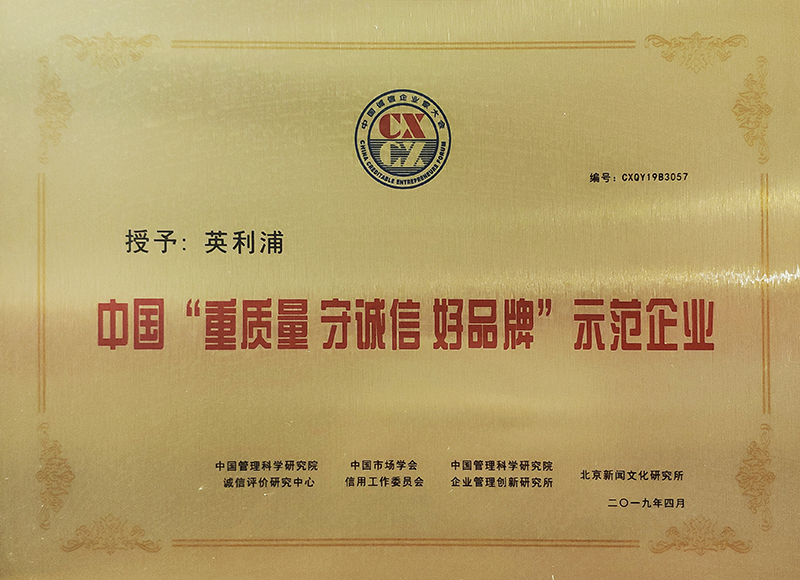 中国诚信企业家大会
CXCZ
CHINA CREDITABLE ENTREPRENEURS FORUM
编号：CXQY19B3057
授予：英利浦
中国“重质量 守诚信 好品牌”示范企业
中国管理科学研究院 中国市场学会 中国管理科学研究院
诚信评价研究中心 信用工作委员会 企业管理创新研究所
北京新闻文化研究所
二〇一九年四月